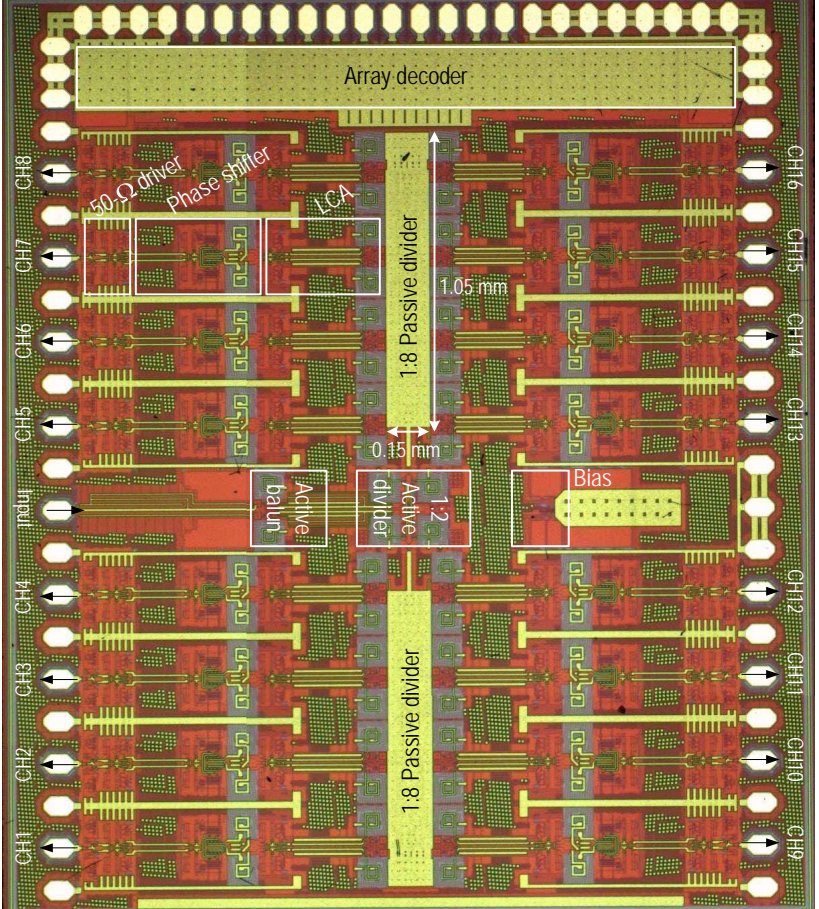 Array decoder
CH8
50-Ω driver
Phase shifter
LCA
CH16
CH7
1:8 Passive divider
1.05 mm
CH15
CH6
CH14
CH5
0.15 mm
CH13
Input
Active
balun
1:2
Active
divider
Bias
CH4
CH12
CH3
1:8 Passive divider
CH11
CH2
CH10
CH1
CH9